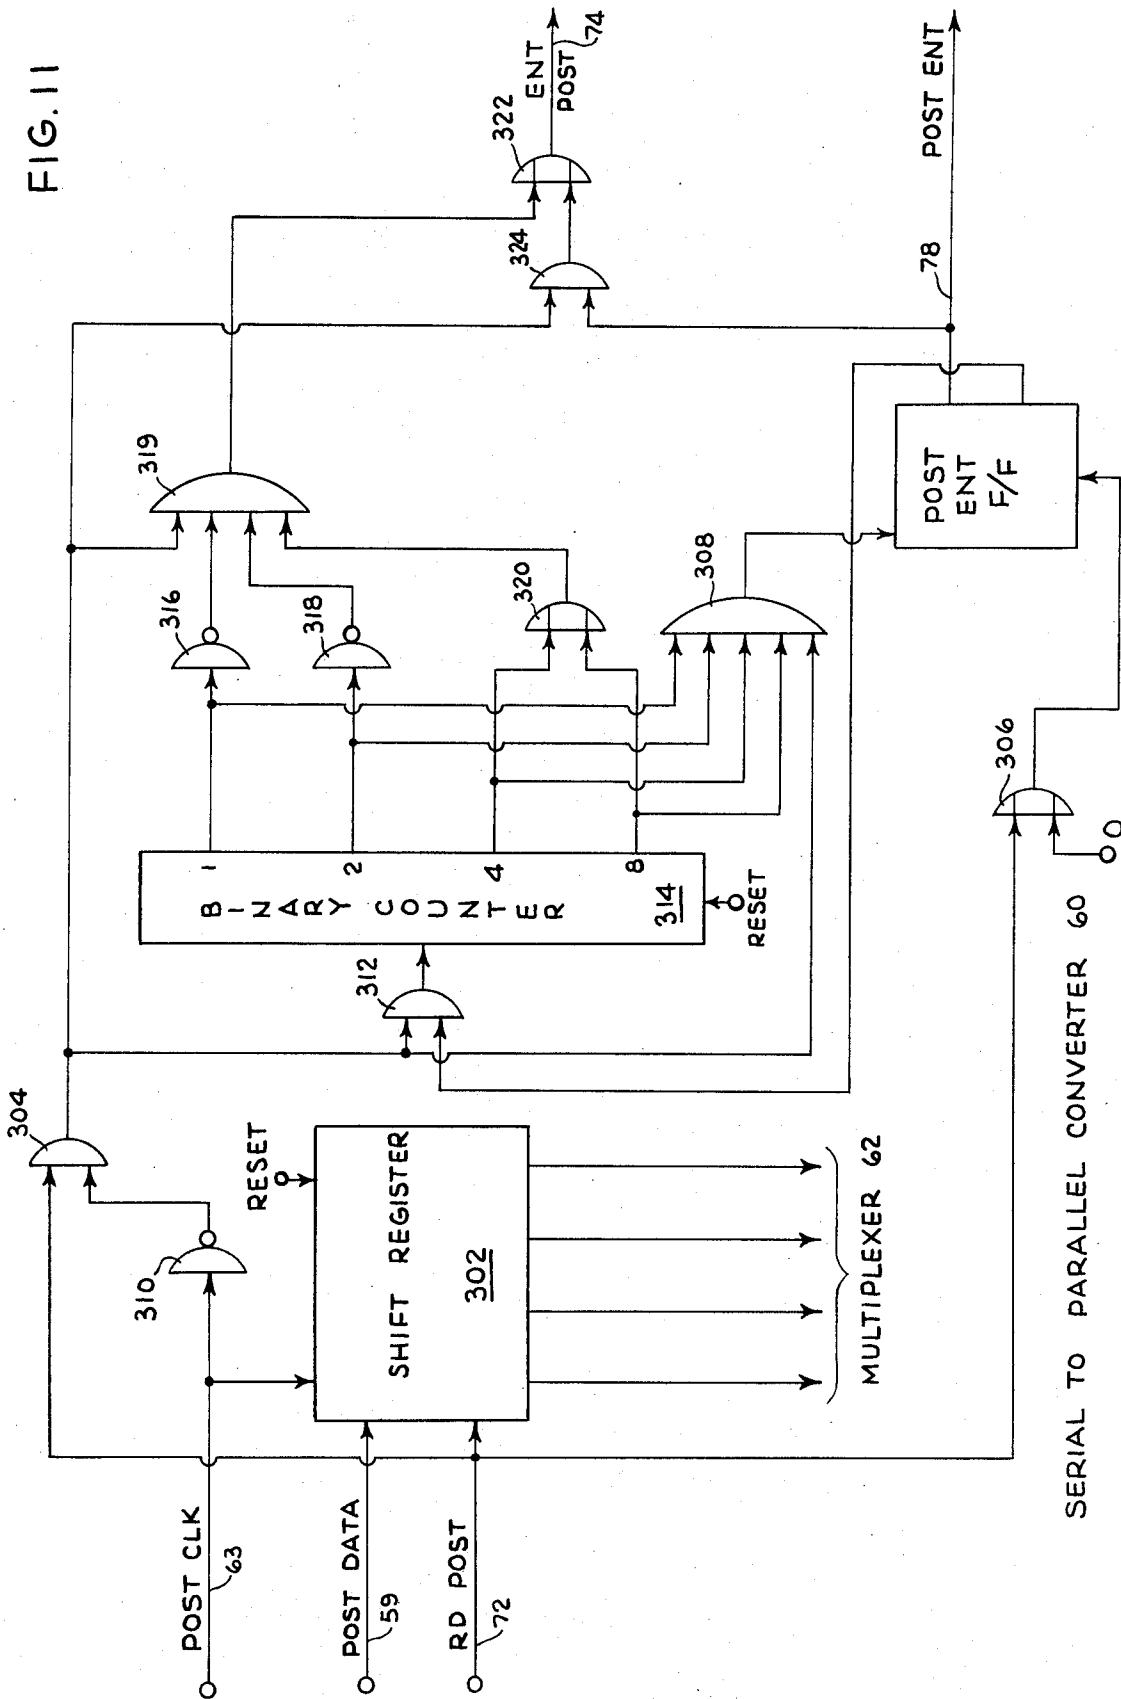 FIG. 11
POST CLK
63
POST DATA
59
RD POST
72
304
310
RESET
SHIFT REGISTER
302
MULTIPLEXER 62
312
BINARY COUNTER
314
1
2
4
8
RESET
316
318
319
320
308
306
O
POST
ENT
F/F
324
322
ENT
POST
74
78
POST ENT
SERIAL TO PARALLEL CONVERTER 60